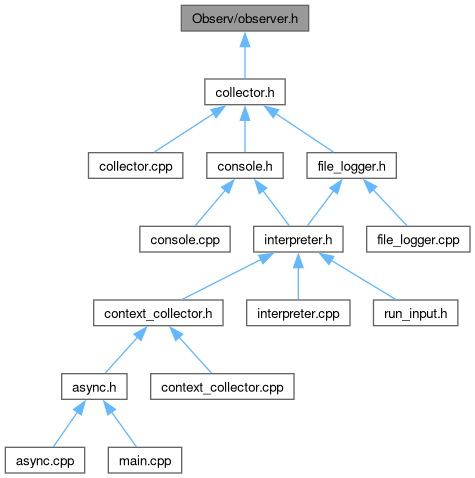 Observ/observer.h
collector.h
collector.cpp
console.h
file_logger.h
console.cpp
interpreter.h
file_logger.cpp
context_collector.h
interpreter.cpp
run_input.h
async.h
context_collector.cpp
async.cpp
main.cpp